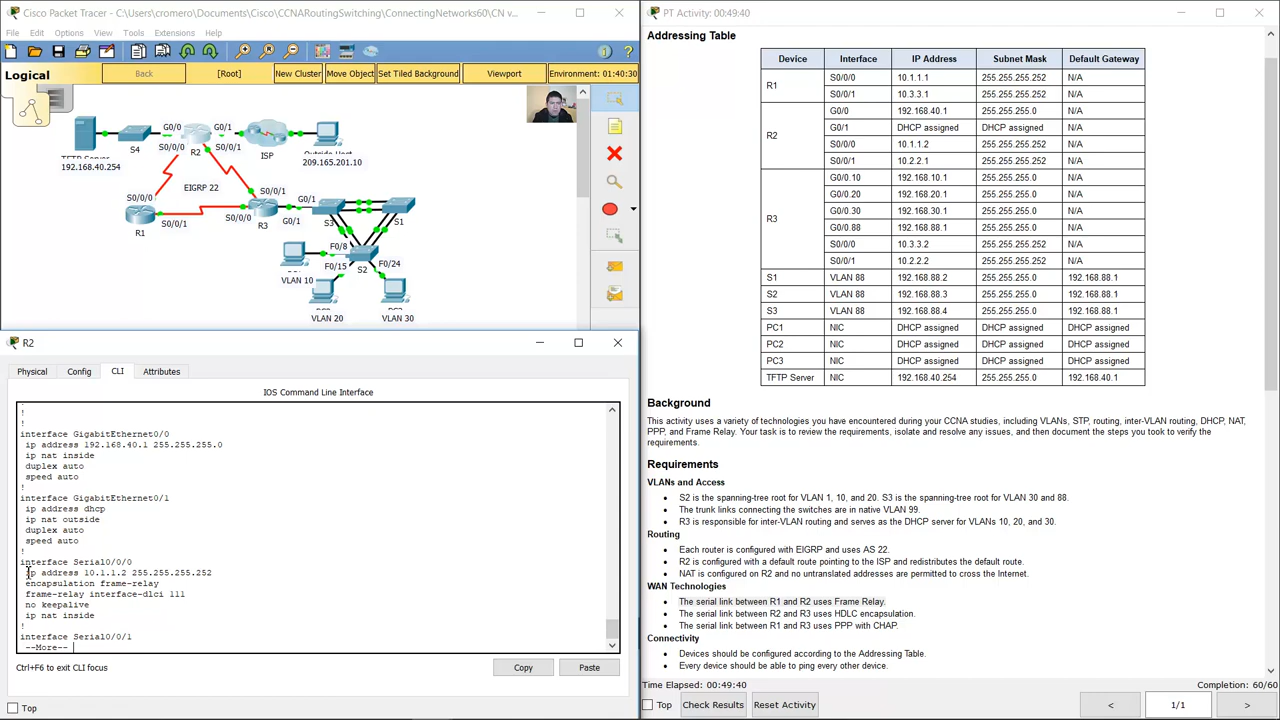 Cisco Packet Tracer - C:\Users\cromero\Documents\Cisco\CCNARoutingSwitching\ConnectingNetworks60\CN v...
File Edit Options View Tools Extensions Help
Logical Back [Root] New Cluster Move Object Set Tiled Background Viewport Environment: 01:40:30
G0/0 G0/1
S4 S0/0/0 R2 S0/0/1 ISP
192.168.40.254
209.165.201.10
EIGRP 22 S0/0/1
S0/0/0
R1 S0/0/1 S0/0/0 R3 G0/1 S3 S1
F0/8
S2
F0/15 F0/24
VLAN 10
VLAN 20 VLAN 30
R2
Physical Config CLI Attributes
IOS Command Line Interface
!
!
interface GigabitEthernet0/0
ip address 192.168.40.1 255.255.255.0
ip nat inside
duplex auto
speed auto
!
interface GigabitEthernet0/1
ip address dhcp
ip nat outside
duplex auto
speed auto
!
interface Serial0/0/0
ip address 10.1.1.2 255.255.255.252
encapsulation frame-relay
frame-relay interface-dlci 111
no keepalive
ip nat inside
!
interface Serial0/0/1
--More--
Ctrl+F6 to exit CLI focus Copy Paste
Top
PT Activity: 00:49:40
Addressing Table
Device Interface IP Address Subnet Mask Default Gateway
R1 S0/0/0 10.1.1.1 255.255.255.252 N/A
S0/0/1 10.3.3.1 255.255.255.252 N/A
R2 G0/0 192.168.40.1 255.255.255.0 N/A
G0/1 DHCP assigned DHCP assigned N/A
S0/0/0 10.1.1.2 255.255.255.252 N/A
S0/0/1 10.2.2.1 255.255.255.252 N/A
R3 G0/0.10 192.168.10.1 255.255.255.0 N/A
G0/0.20 192.168.20.1 255.255.255.0 N/A
G0/0.30 192.168.30.1 255.255.255.0 N/A
G0/0.88 192.168.88.1 255.255.255.0 N/A
S0/0/0 10.3.3.2 255.255.255.252 N/A
S0/0/1 10.2.2.2 255.255.255.252 N/A
S1 VLAN 88 192.168.88.2 255.255.255.0 192.168.88.1
S2 VLAN 88 192.168.88.3 255.255.255.0 192.168.88.1
S3 VLAN 88 192.168.88.4 255.255.255.0 192.168.88.1
PC1 NIC DHCP assigned DHCP assigned DHCP assigned
PC2 NIC DHCP assigned DHCP assigned DHCP assigned
PC3 NIC DHCP assigned DHCP assigned DHCP assigned
TFTP Server NIC 192.168.40.254 255.255.255.0 192.168.40.1
Background
This activity uses a variety of technologies you have encountered during your CCNA studies, including VLANs, STP, routing, inter-VLAN routing, DHCP, NAT,
PPP, and Frame Relay. Your task is to review the requirements, isolate and resolve any issues, and then document the steps you took to verify the
requirements.
Requirements
VLANs and Access
• S2 is the spanning-tree root for VLAN 1, 10, and 20. S3 is the spanning-tree root for VLAN 30 and 88.
• The trunk links connecting the switches are in native VLAN 99.
• R3 is responsible for inter-VLAN routing and serves as the DHCP server for VLANs 10, 20, and 30.
Routing
• Each router is configured with EIGRP and uses AS 22.
• R2 is configured with a default route pointing to the ISP and redistributes the default route.
• NAT is configured on R2 and no untranslated addresses are permitted to cross the Internet.
WAN Technologies
• The serial link between R1 and R2 uses Frame Relay.
• The serial link between R2 and R3 uses HDLC encapsulation.
• The serial link between R1 and R3 uses PPP with CHAP.
Connectivity
• Devices should be configured according to the Addressing Table.
• Every device should be able to ping every other device.
Time Elapsed: 00:49:40 Completion: 60/60
Top Check Results Reset Activity < 1/1 >